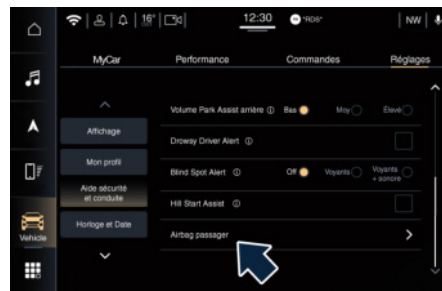 16°
12:30
"RDS"
NW
MyCar
Performance
Commandes
Réglages
Volume Park Assist arrière
Bas
Moy
Élevé
Affichage
Drowsy Driver Alert
Mon profil
Blind Spot Alert
Off
Voyants
Voyants
+ sonore
Aide sécurité
et conduite
Hill Start Assist
Horloge et Date
Airbag passager
Vehicle